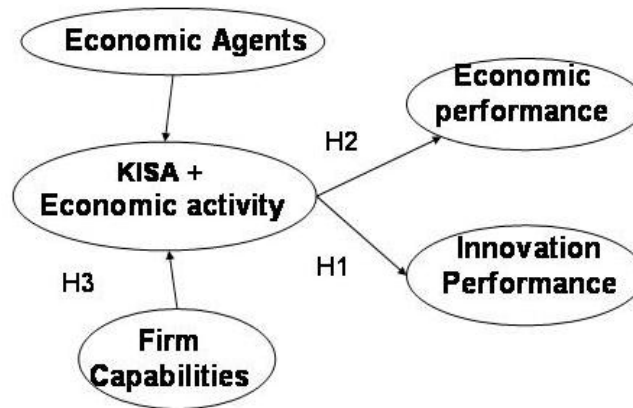 Economic Agents
Economic
performance
H2
KISA +
Economic activity
H1
Innovation
Performance
H3
Firm
Capabilities